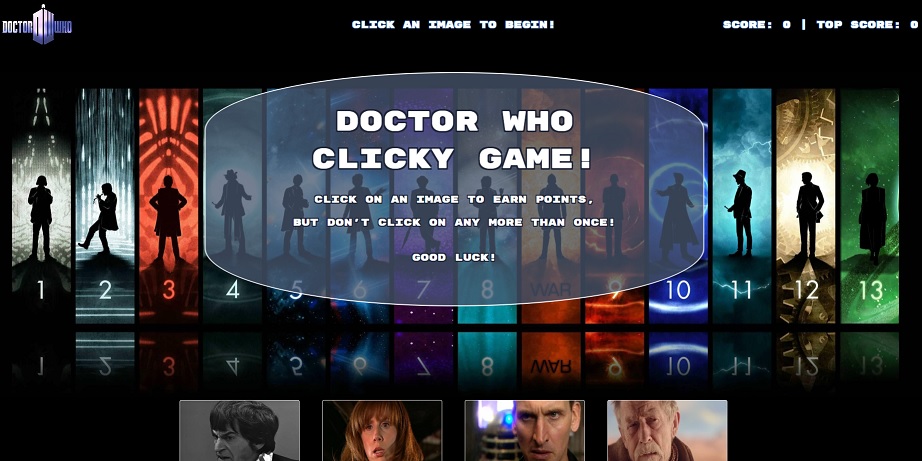 DOCTOR WHO
CLICK AN IMAGE TO BEGIN!
SCORE: 0 | TOP SCORE: 0
DOCTOR WHO
CLICKY GAME!
CLICK ON AN IMAGE TO EARN POINTS,
BUT DON'T CLICK ON ANY MORE THAN ONCE!
GOOD LUCK!
1 2 3 4 5 6 7 8 WAR 9 10 11 12 13